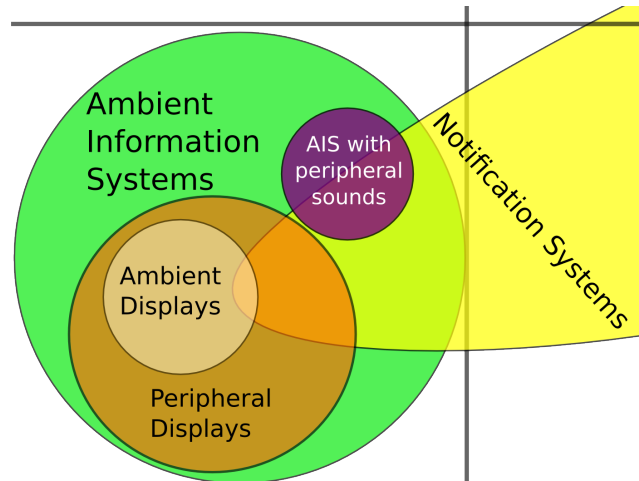 Ambient
Information
Systems
AIS with
peripheral
sounds
Notification Systems
Ambient
Displays
Peripheral
Displays